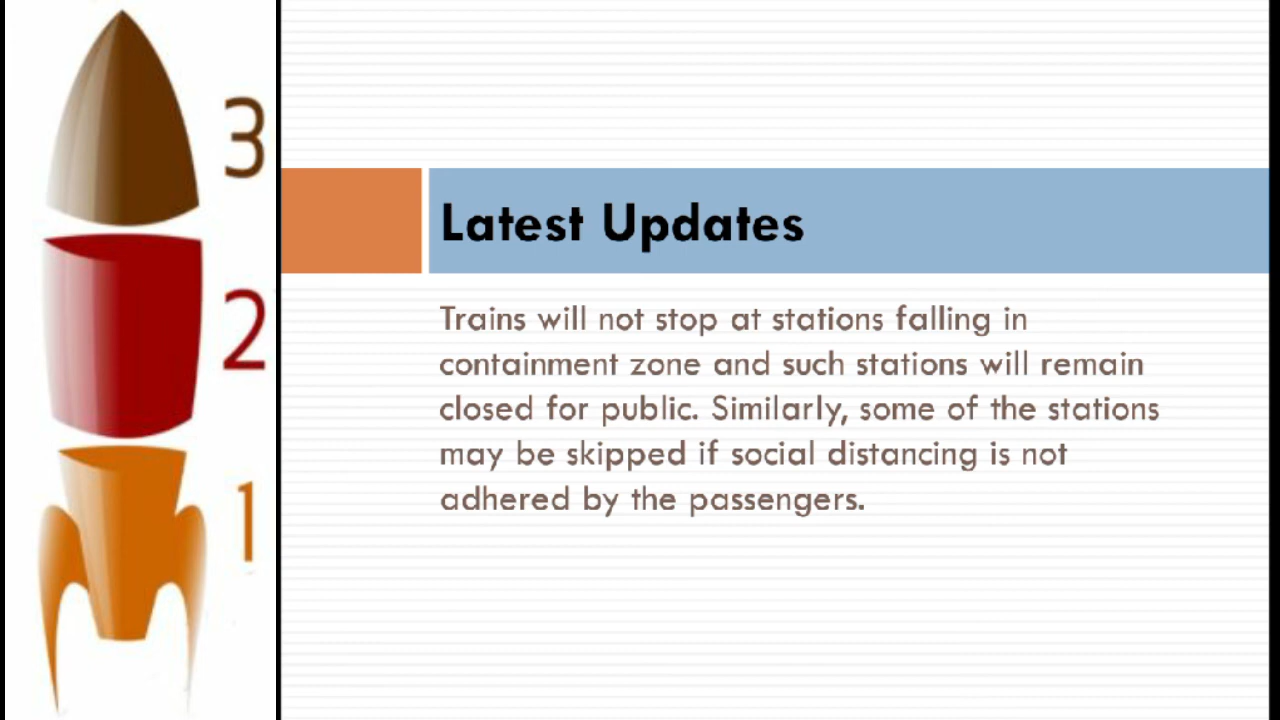 3
2
1
Latest Updates
Trains will not stop at stations falling in
containment zone and such stations will remain
closed for public. Similarly, some of the stations
may be skipped if social distancing is not
adhered by the passengers.